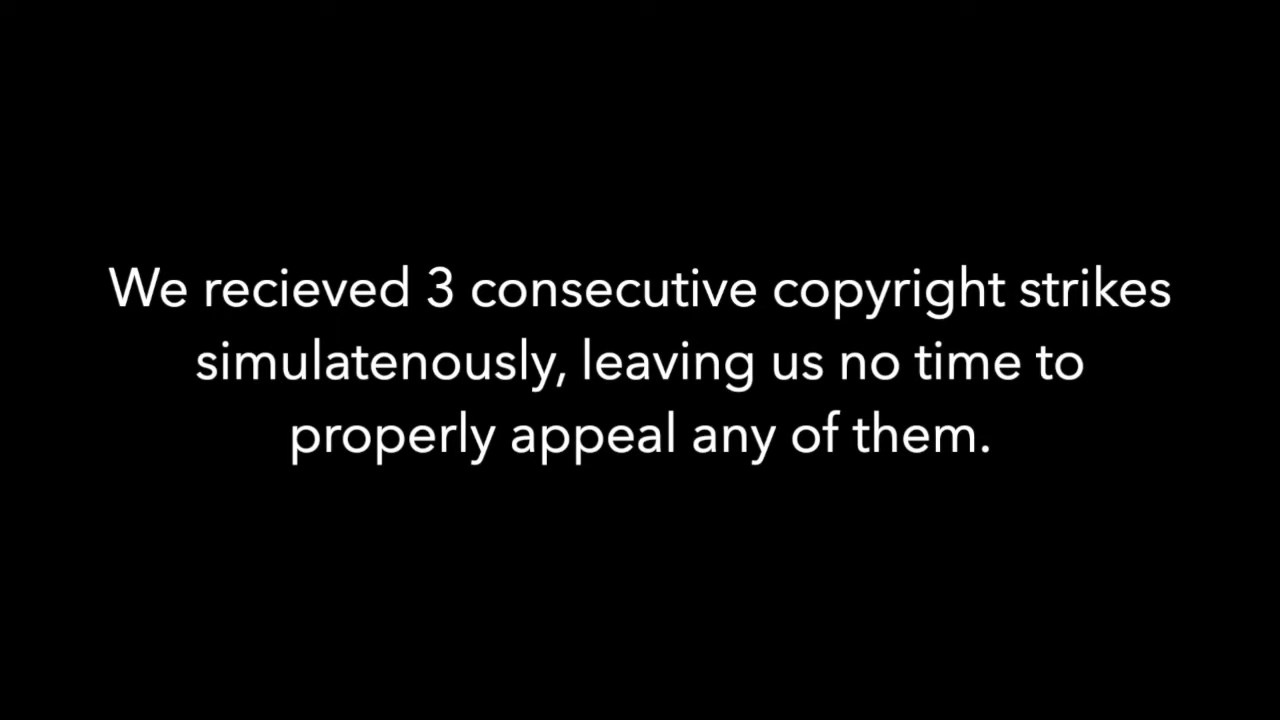 We recieved 3 consecutive copyright strikes
simulatenously, leaving us no time to
properly appeal any of them.